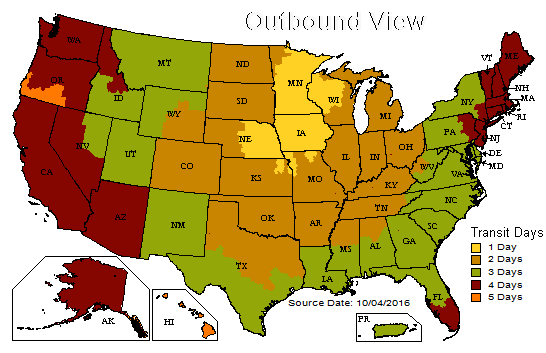 Outbound View
WA
MT
ND
MN
VT
ME
OR
ID
SD
WI
NH
WY
MI
NY
MA
RI
CT
NV
NE
IA
PA
NJ
UT
CO
IL
IN
OH
DE
MD
CA
KS
MO
WV
VA
KY
AZ
NM
OK
AR
TN
NC
SC
TX
MS
AL
GA
LA
FL
Transit Days
1 Day
2 Days
3 Days
4 Days
5 Days
Source Date: 10/04/2016
AK
HI
PR